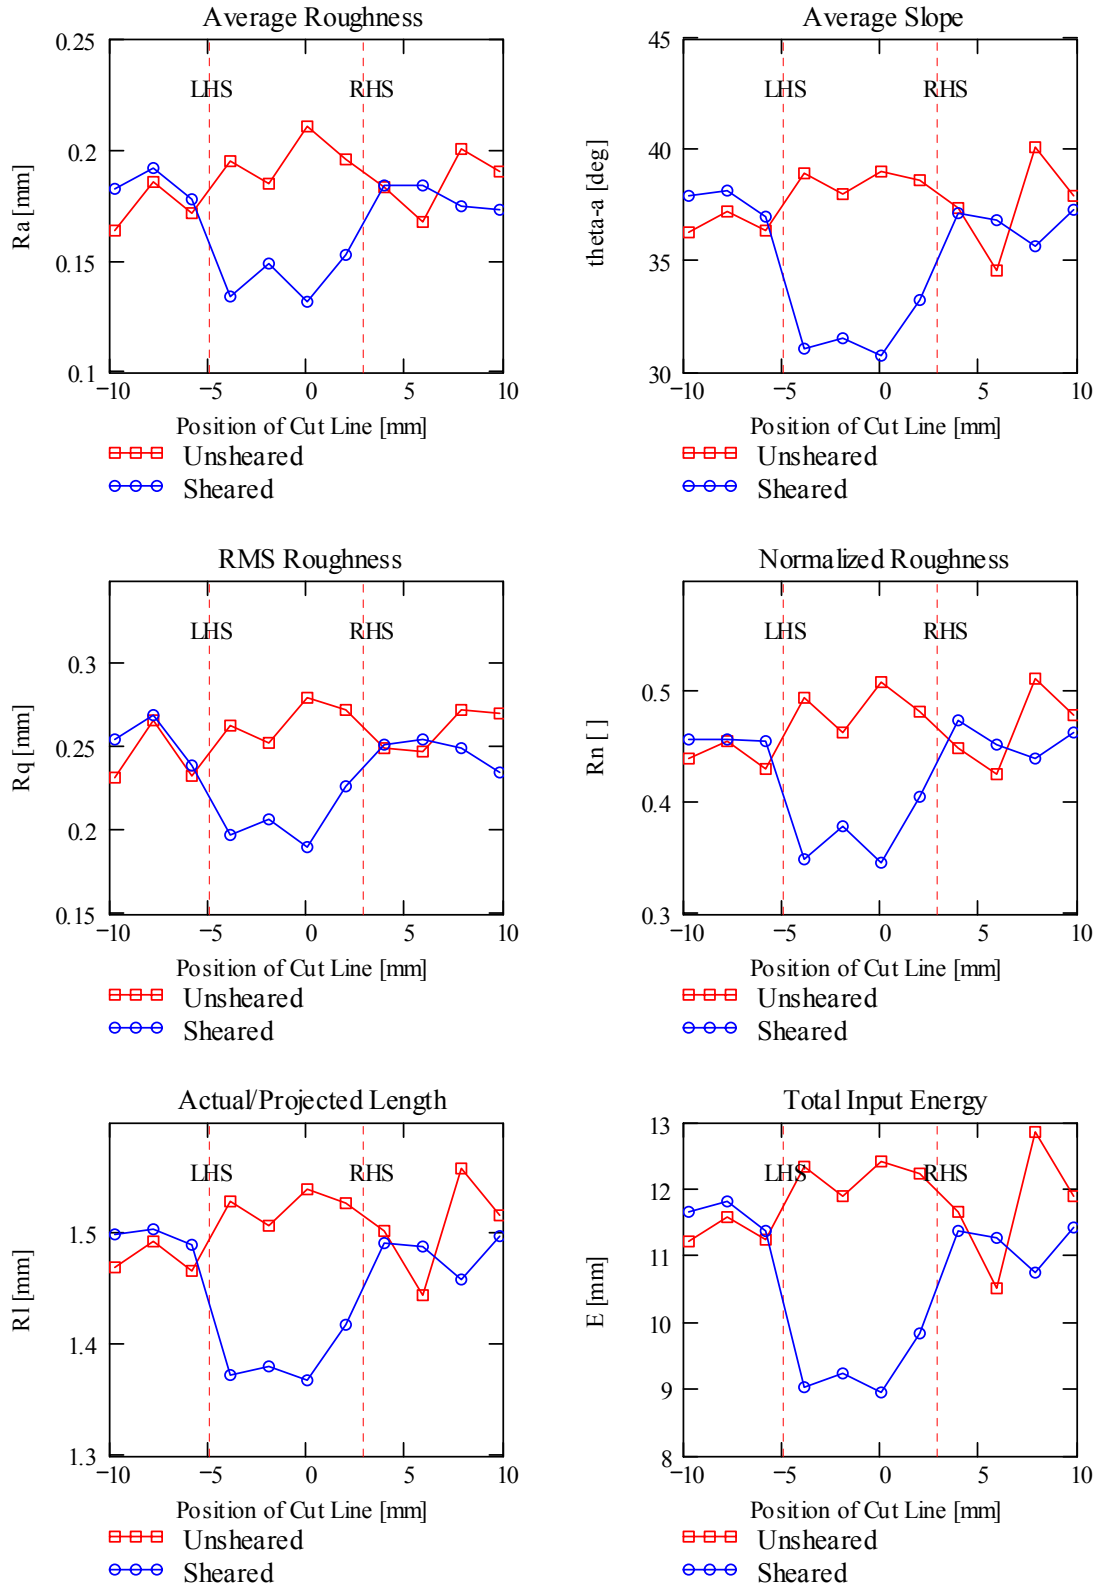 Average Roughness
0.25
0.2
0.15
0.1
Ra [mm]
LHS
RHS
−10
−5
0
5
10
Position of Cut Line [mm]
Unsheared
Sheared
Average Slope
45
40
35
30
theta-a [deg]
LHS
RHS
−10
−5
0
5
10
Position of Cut Line [mm]
Unsheared
Sheared
RMS Roughness
0.3
0.25
0.2
0.15
Rq [mm]
LHS
RHS
−10
−5
0
5
10
Position of Cut Line [mm]
Unsheared
Sheared
Normalized Roughness
0.5
0.4
0.3
Rn [ ]
LHS
RHS
−10
−5
0
5
10
Position of Cut Line [mm]
Unsheared
Sheared
Actual/Projected Length
1.5
1.4
1.3
Rl [mm]
LHS
RHS
−10
−5
0
5
10
Position of Cut Line [mm]
Unsheared
Sheared
Total Input Energy
13
12
11
10
9
8
E [mm]
LHS
RHS
−10
−5
0
5
10
Position of Cut Line [mm]
Unsheared
Sheared